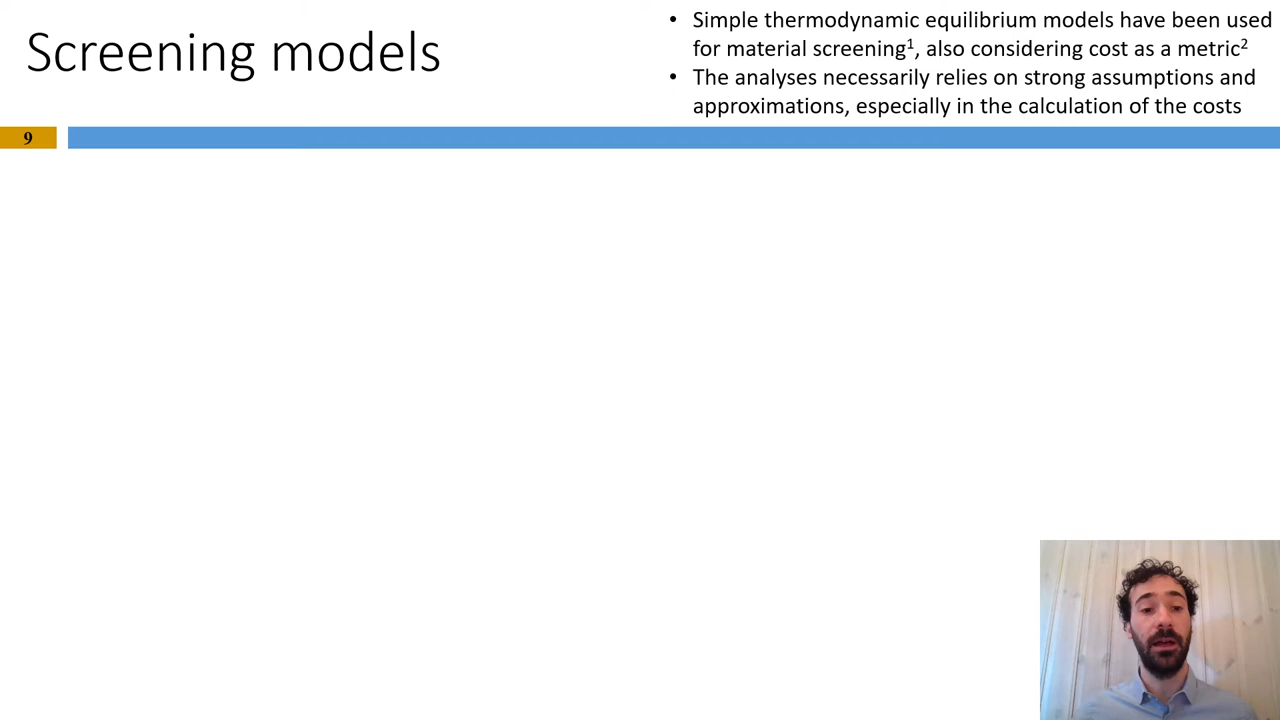 Screening models
• Simple thermodynamic equilibrium models have been used
for material screening¹, also considering cost as a metric²
• The analyses necessarily relies on strong assumptions and
approximations, especially in the calculation of the costs
9